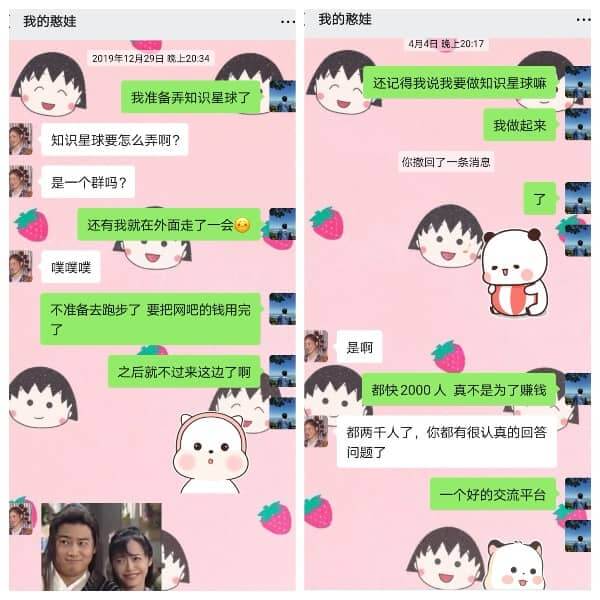 我的憨娃
2019年12月29日 晚上20:34
我准备弄知识星球了
知识星球要怎么弄啊？
是一个群吗？
还有我就在外面走了一会
噗噗噗
不准备去跑步了 要把网吧的钱用完
了
之后就不过来这边了啊
我的憨娃
4月4日 晚上20:17
还记得我说我要做知识星球嘛
我做起来
你撤回了一条消息
了
是啊
都快2000人 真不是为了赚钱
都两千人了，你都有很认真的回答
问题了
一个好的交流平台